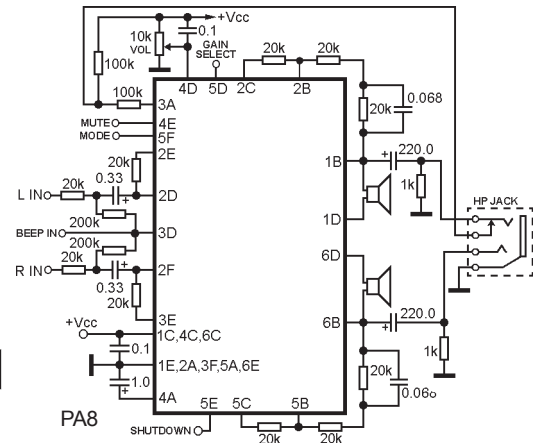 +Vcc
10k
VOL
0.1
GAIN
SELECT
20k
20k
100k
4D
5D
2C
2B
100k
3A
20k
0.068
MUTE
4E
MODE
5F
2E
1B
+
220.0
20k
0.33
+
1k
HP JACK
L IN
20k
2D
1D
200k
BEEP IN
3D
200k
6D
R IN
20k
2F
+
0.33
20k
220.0
6B
+
+Vcc
3E
1C,4C,6C
1k
0.1
1E,2A,3F,5A,6E
20k
1.0
+
4A
0.06
PA8
5E
5C
5B
SHUTDOWN
20k
20k